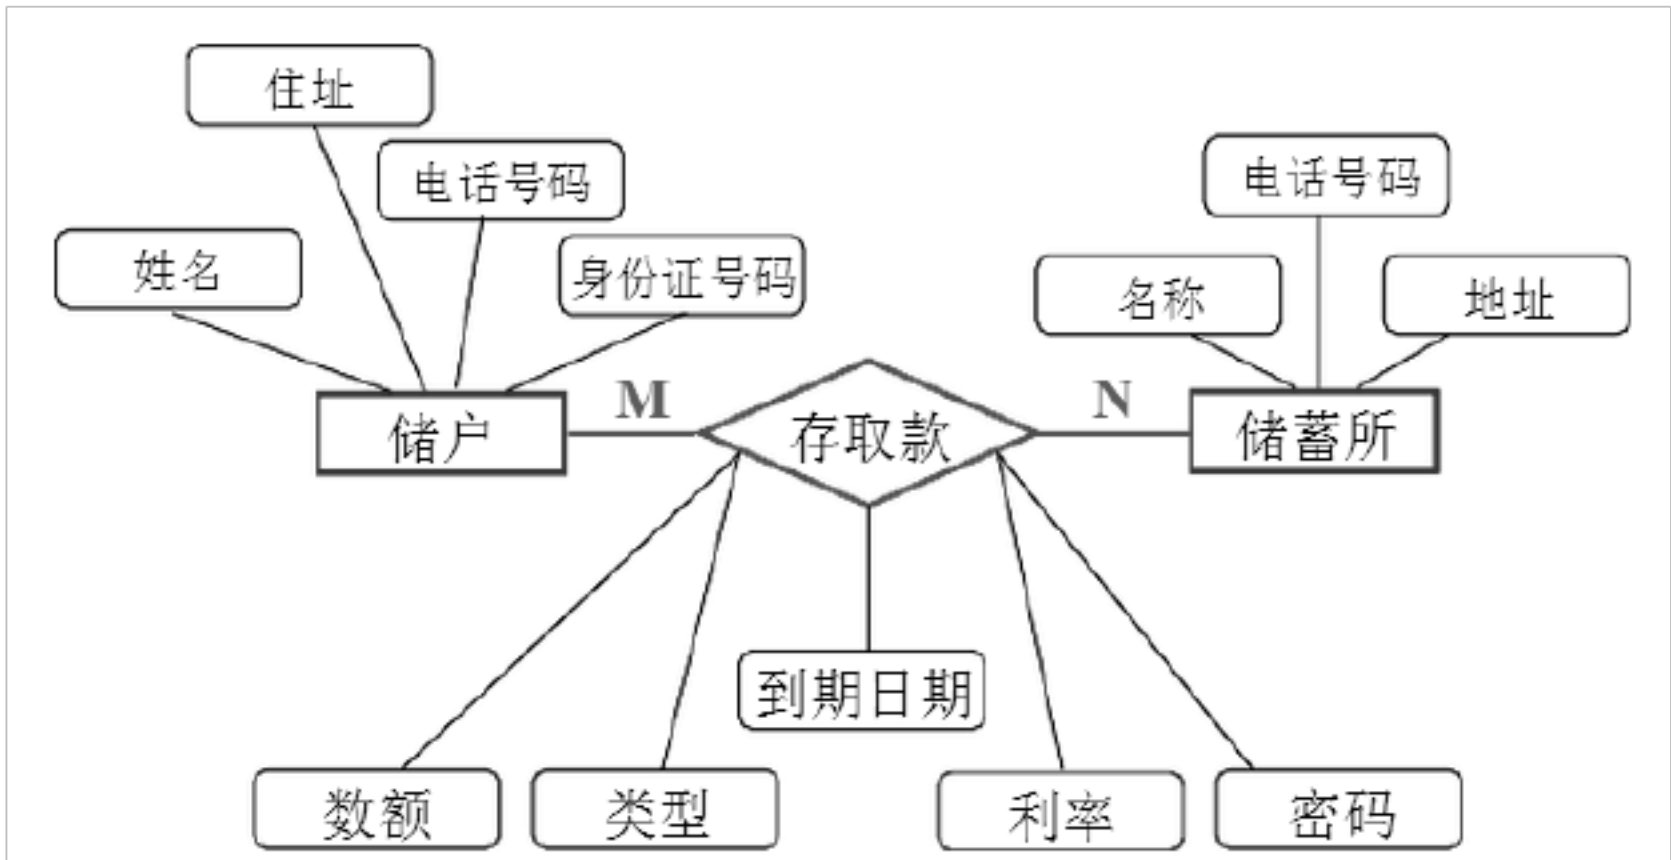 住址
电话号码
姓名
身份证号码
电话号码
名称
地址
储户
M
存取款
N
储蓄所
到期日期
数额
类型
利率
密码